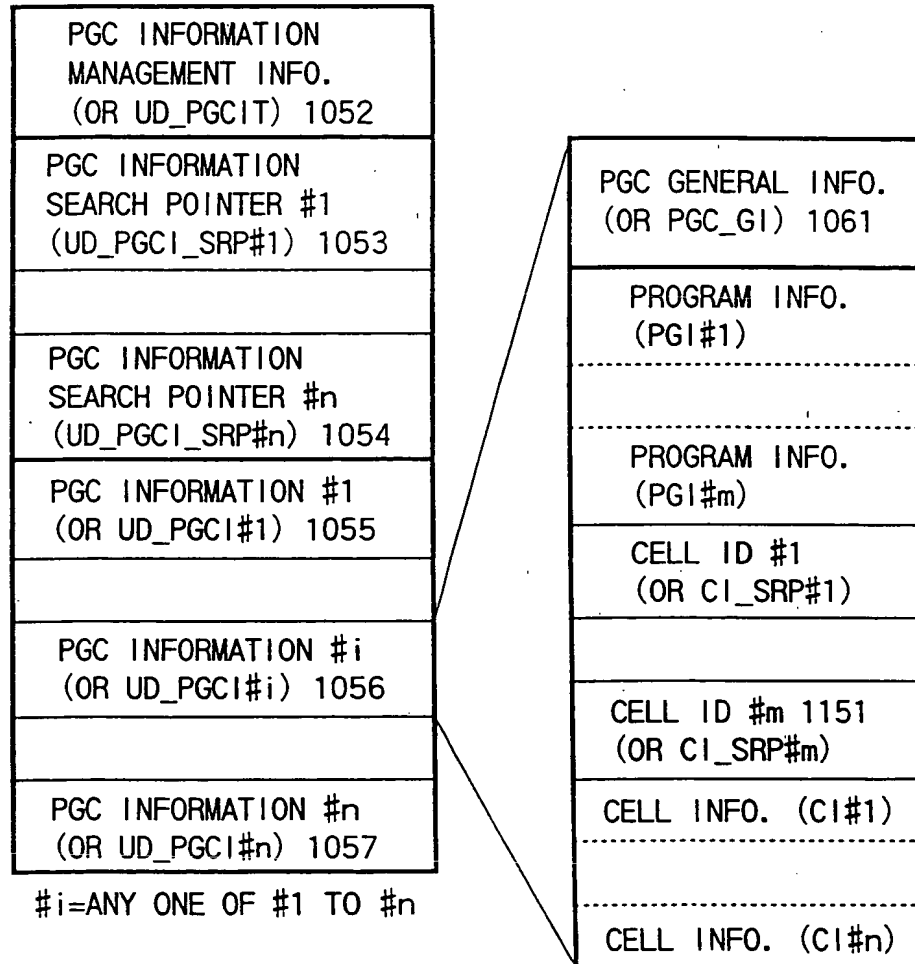 PGC INFORMATION
MANAGEMENT INFO.
(OR UD_PGCIT) 1052
PGC INFORMATION
SEARCH POINTER #1
(UD_PGCI_SRP#1) 1053
PGC INFORMATION
SEARCH POINTER #n
(UD_PGCI_SRP#n) 1054
PGC INFORMATION #1
(OR UD_PGCI#1) 1055
PGC INFORMATION #i
(OR UD_PGCI#i) 1056
PGC INFORMATION #n
(OR UD_PGCI#n) 1057
#i=ANY ONE OF #1 TO #n
PGC GENERAL INFO.
(OR PGC_GI) 1061
PROGRAM INFO.
(PGI#1)
PROGRAM INFO.
(PGI#m)
CELL ID #1
(OR CI_SRP#1)
CELL ID #m 1151
(OR CI_SRP#m)
CELL INFO. (CI#1)
CELL INFO. (CI#n)